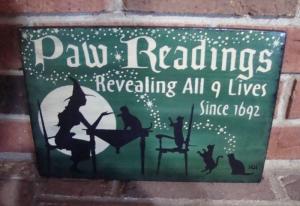 Paw Readings
Revealing All 9 Lives
Since 1692